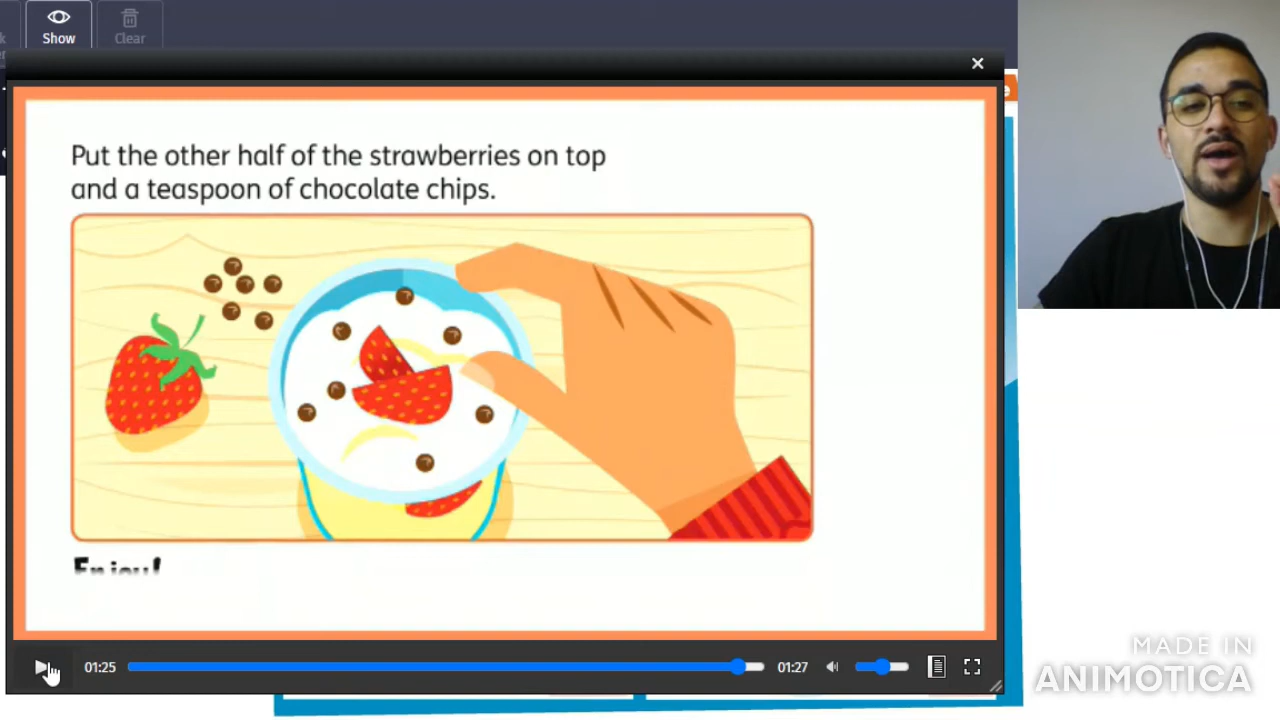 Show
Clear
Put the other half of the strawberries on top
and a teaspoon of chocolate chips.
Enjoy!
01:25
01:27
MADE IN
ANIMOTICA